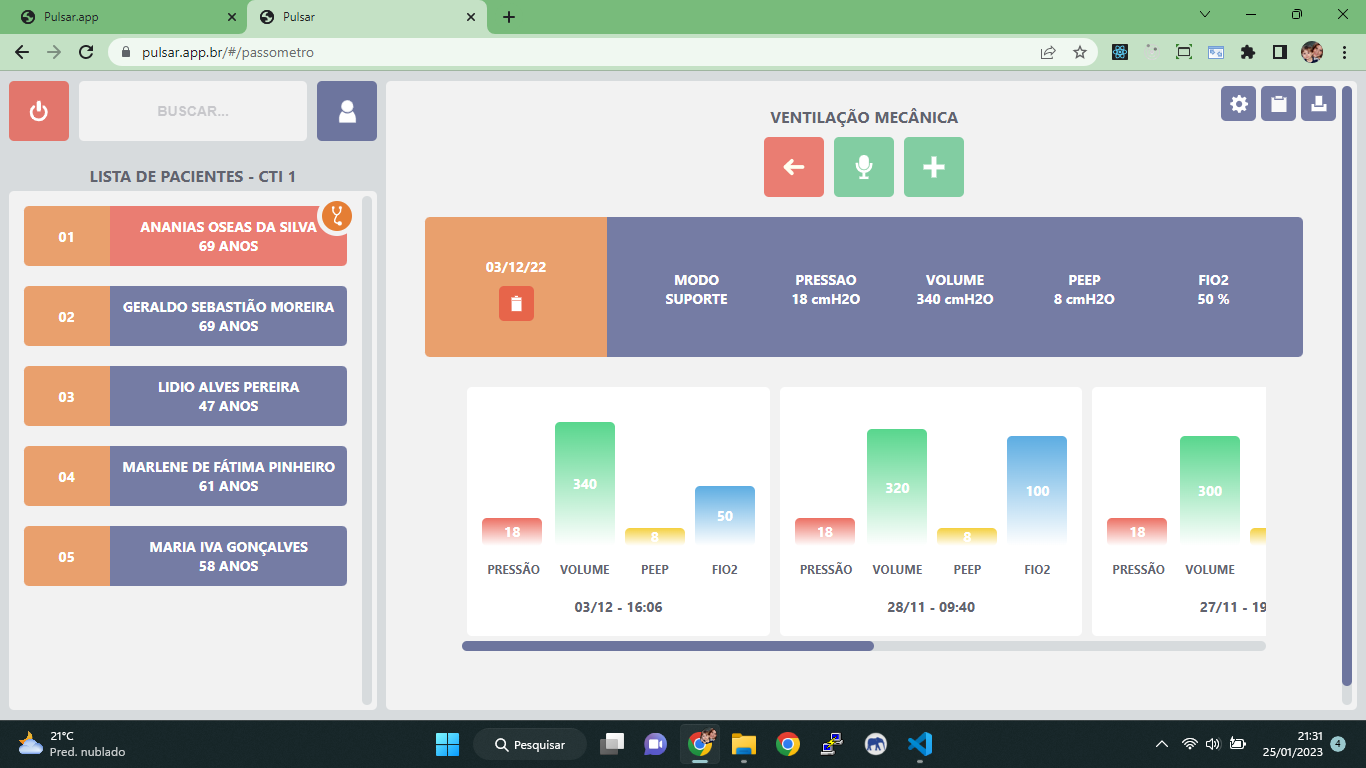 Pulsar.app
Pulsar
pulsar.app.br/#/passometro
BUSCAR...
LISTA DE PACIENTES - CTI 1
01
ANANIAS OSEAS DA SILVA
69 ANOS
02
GERALDO SEBASTIÃO MOREIRA
69 ANOS
03
LIDIO ALVES PEREIRA
47 ANOS
04
MARLENE DE FÁTIMA PINHEIRO
61 ANOS
05
MARIA IVA GONÇALVES
58 ANOS
VENTILAÇÃO MECÂNICA
03/12/22
MODO
SUPORTE
PRESSAO
18 cmH2O
VOLUME
340 cmH2O
PEEP
8 cmH2O
FIO2
50 %
18
340
8
50
PRESSÃO VOLUME PEEP FIO2
03/12 - 16:06
18
320
8
100
PRESSÃO VOLUME PEEP FIO2
28/11 - 09:40
18
300
PRESSÃO VOLUME
27/11 - 19
21°C
Pred. nublado
Pesquisar
21:31
25/01/2023
4